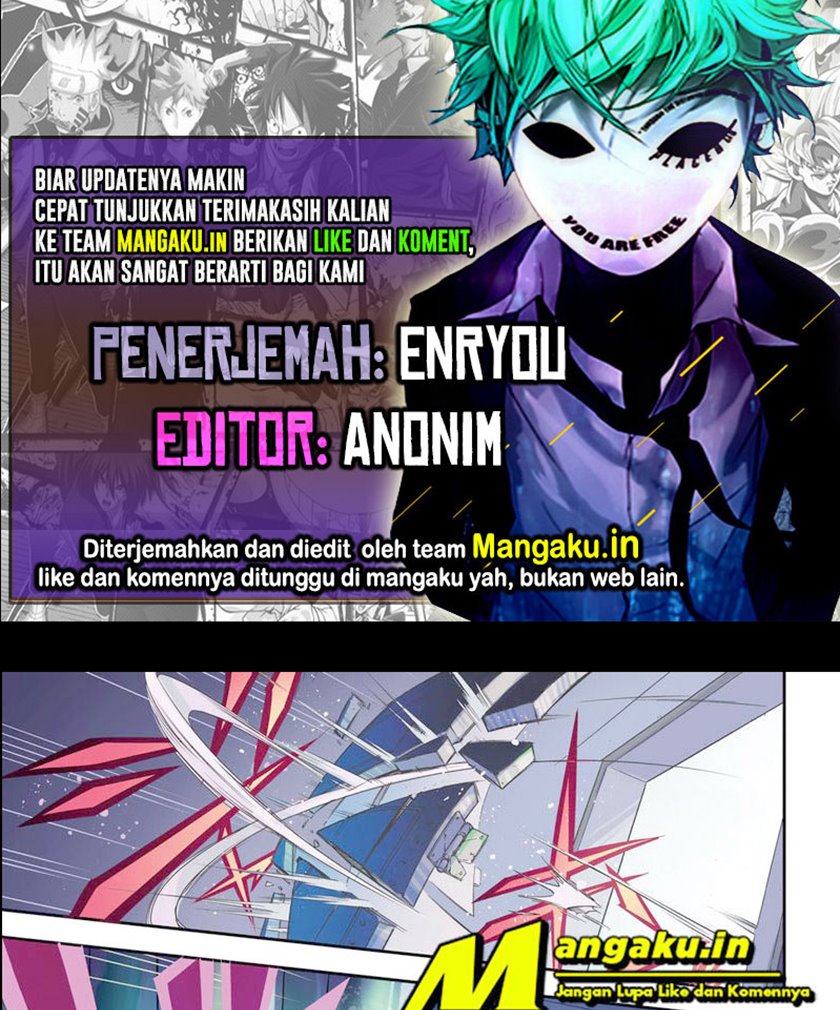 BIAR UPDATENYA MAKIN
CEPAT TUNJUKKAN TERIMAKASIH KALIAN
KE TEAM MANGAKU.IN BERIKAN LIKE DAN KOMENT,
ITU AKAN SANGAT BERARTI BAGI KAMI
PENERJEMAH: ENRYOU
EDITOR: ANONIM
Diterjemahkan dan diedit oleh team Mangaku.in
like dan komennya ditunggu di mangaku yah, bukan web lain.
YOU ARE FREE
Mangaku.in
Jangan Lupa Like dan Komennya